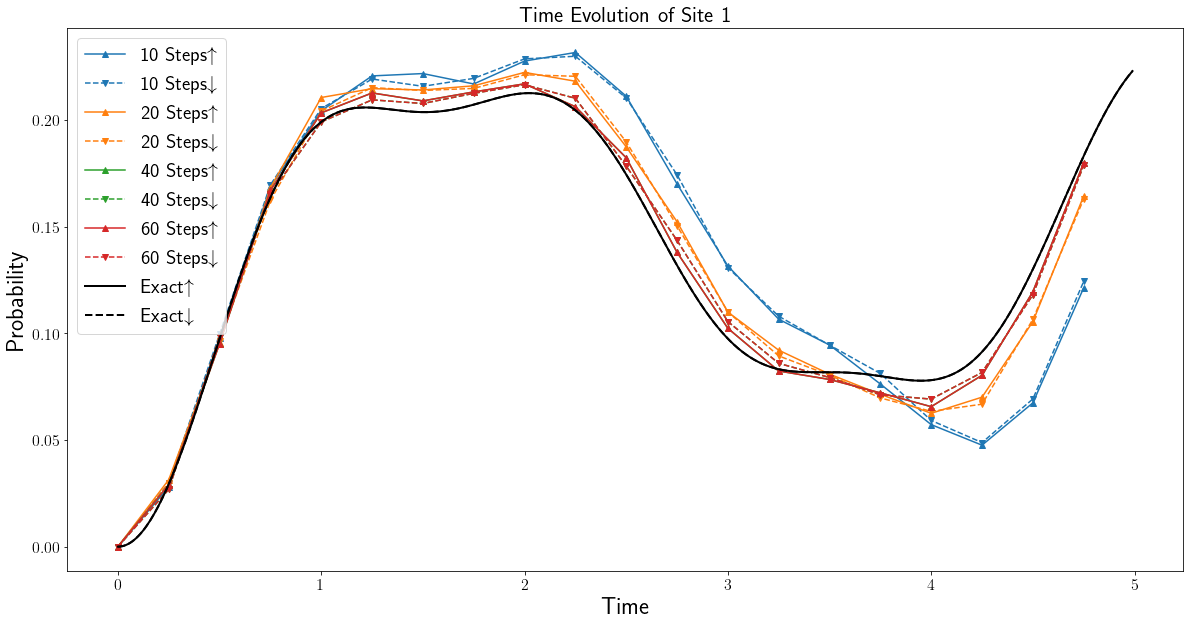 Time Evolution of Site 1
10 Steps↑
10 Steps↓
20 Steps↑
20 Steps↓
40 Steps↑
40 Steps↓
60 Steps↑
60 Steps↓
Exact↑
Exact↓
Probability
0.20
0.15
0.10
0.05
0.00
0 1 2 3 4 5
Time